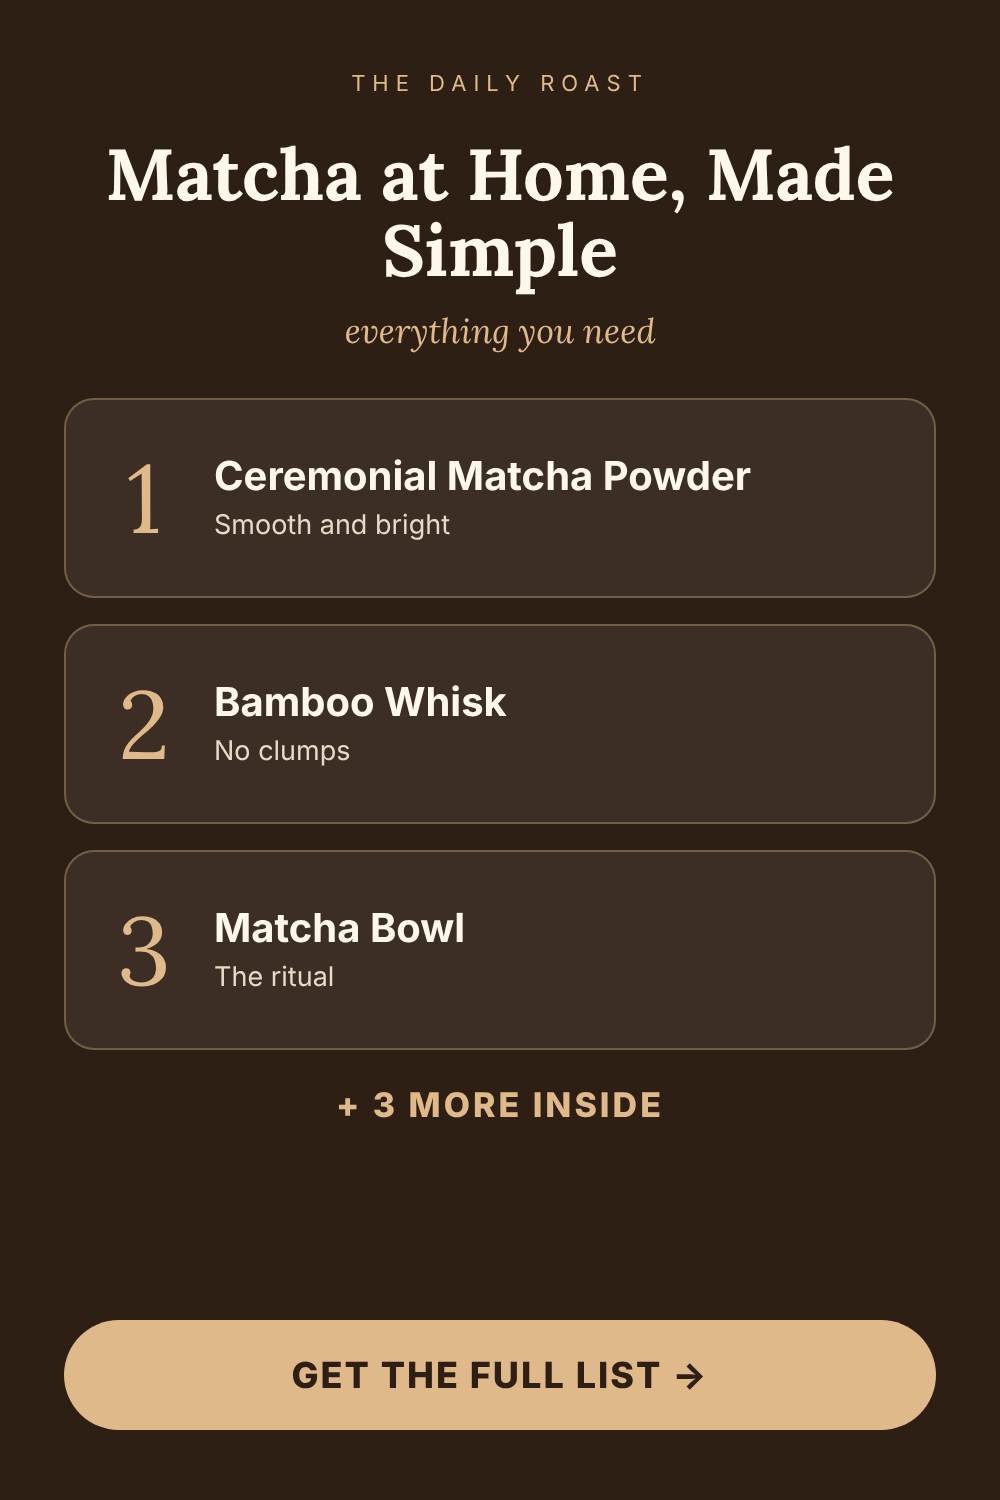 THE DAILY ROAST
Matcha at Home, Made
Simple
everything you need
1
Ceremonial Matcha Powder
Smooth and bright
2
Bamboo Whisk
No clumps
3
Matcha Bowl
The ritual
+ 3 MORE INSIDE
GET THE FULL LIST →